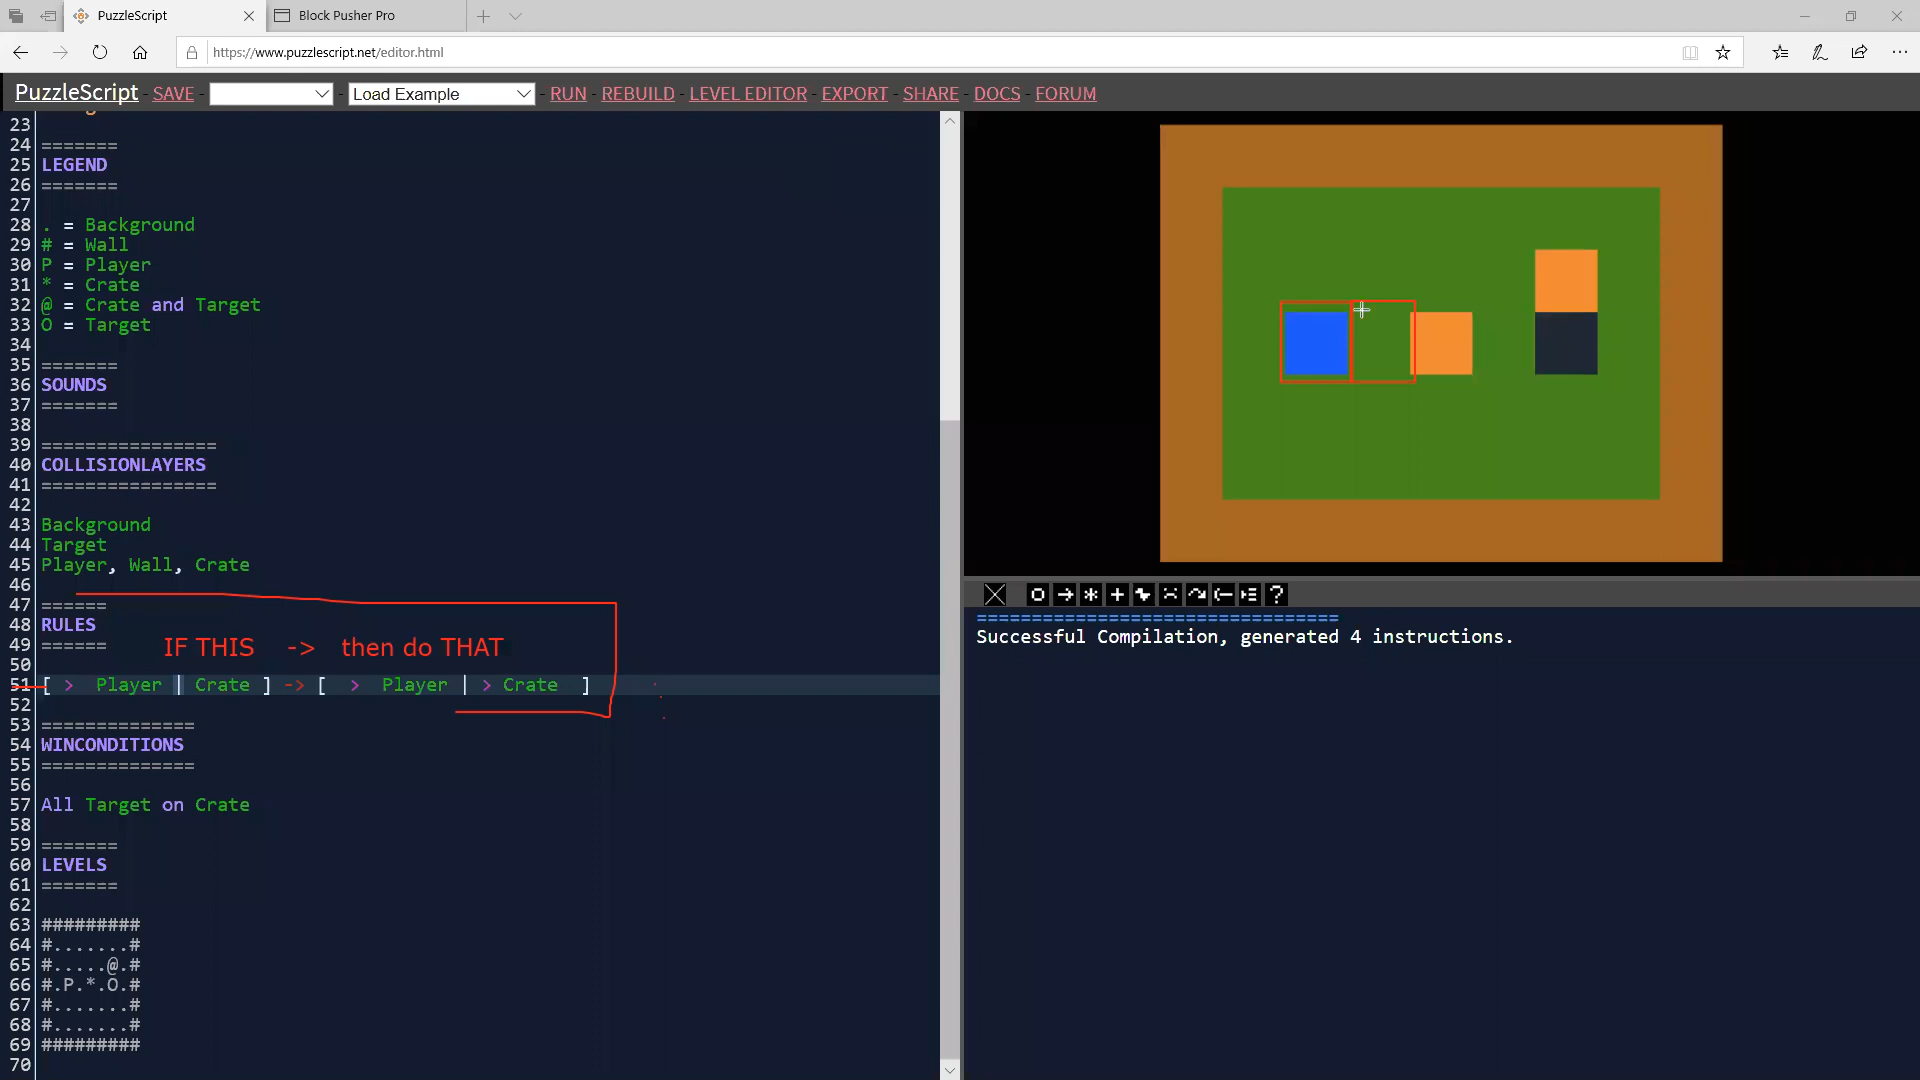 PuzzleScript
Block Pusher Pro
https://www.puzzlescript.net/editor.html
PuzzleScript - SAVE - Load Example - RUN - REBUILD - LEVEL EDITOR - EXPORT - SHARE - DOCS - FORUM
23
24 =======
25 LEGEND
26 =======
27
28 . = Background
29 # = Wall
30 P = Player
31 * = Crate
32 @ = Crate and Target
33 O = Target
34
35 =======
36 SOUNDS
37 =======
38
39 ================
40 COLLISIONLAYERS
41 ================
42
43 Background
44 Target
45 Player, Wall, Crate
46
47 ======
48 RULES
49 ======
IF THIS -> then do THAT
50
51 [ > Player | Crate ] -> [ > Player | > Crate ]
52
53 ==============
54 WINCONDITIONS
55 ==============
56
57 All Target on Crate
58
59 =======
60 LEVELS
61 =======
62
63 #########
64 #.......#
65 #.....@.#
66 #.P.*.O.#
67 #.......#
68 #.......#
69 #########
70
=================================
Successful Compilation, generated 4 instructions.